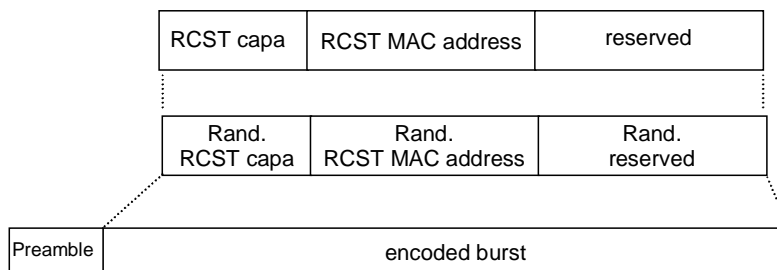 RCST capa RCST MAC address reserved
Rand. Rand. Rand.
RCST capa RCST MAC address reserved
Preamble encoded burst